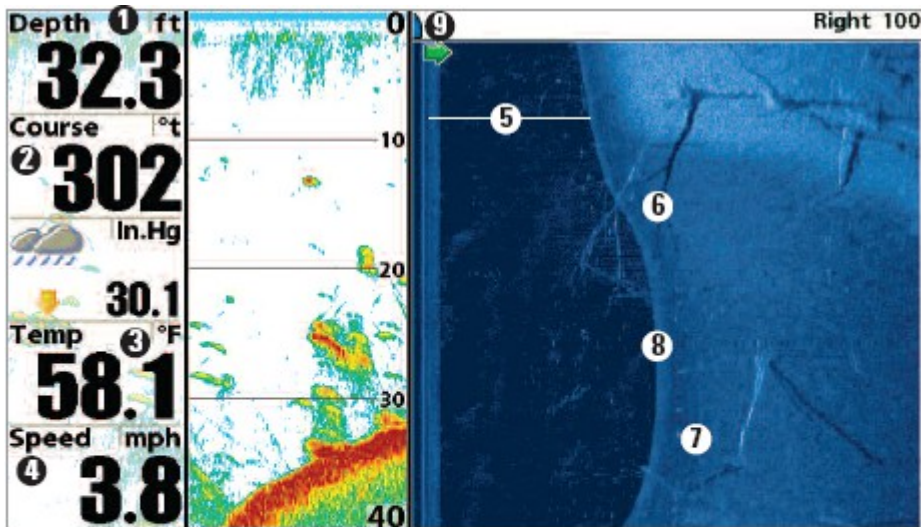 Depth 1 ft
32.3
Course °t
2 302
In.Hg
30.1
Temp 3 °F
58.1
Speed mph
4 3.8
0
10
20
30
40
9 Right 100
5
6
8
7